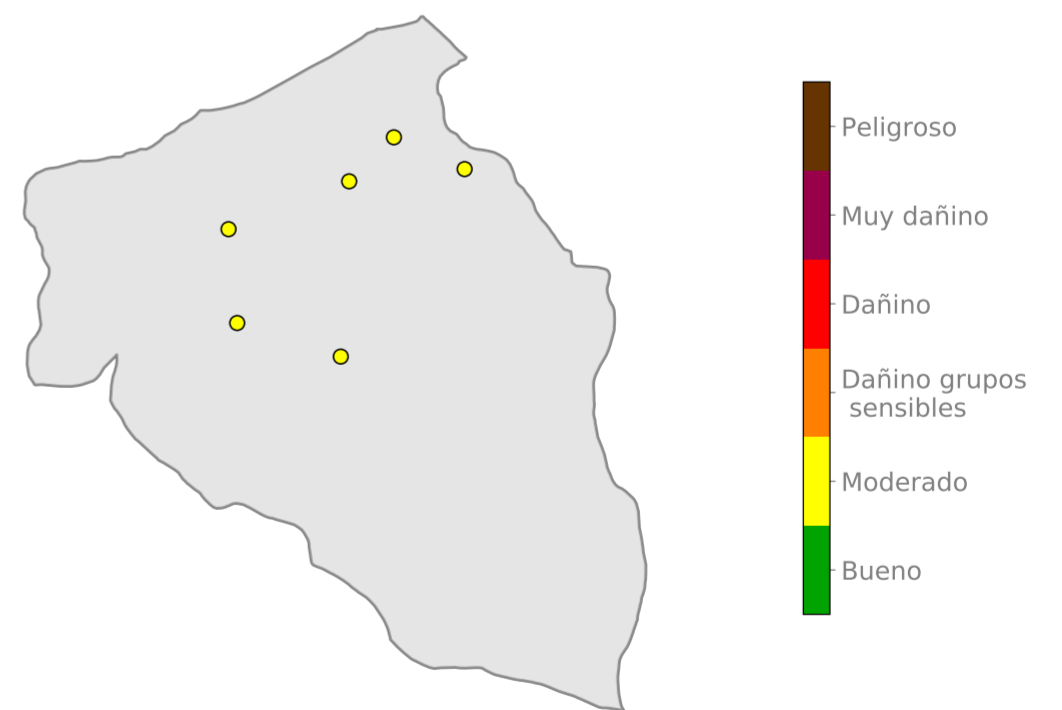 Peligroso
Muy dañino
Dañino
Dañino grupos
sensibles
Moderado
Bueno